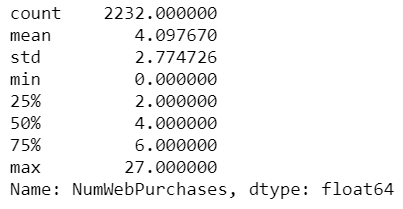 count    2232.000000
mean        4.097670
std         2.774726
min         0.000000
25%         2.000000
50%         4.000000
75%         6.000000
max        27.000000
Name: NumWebPurchases, dtype: float64